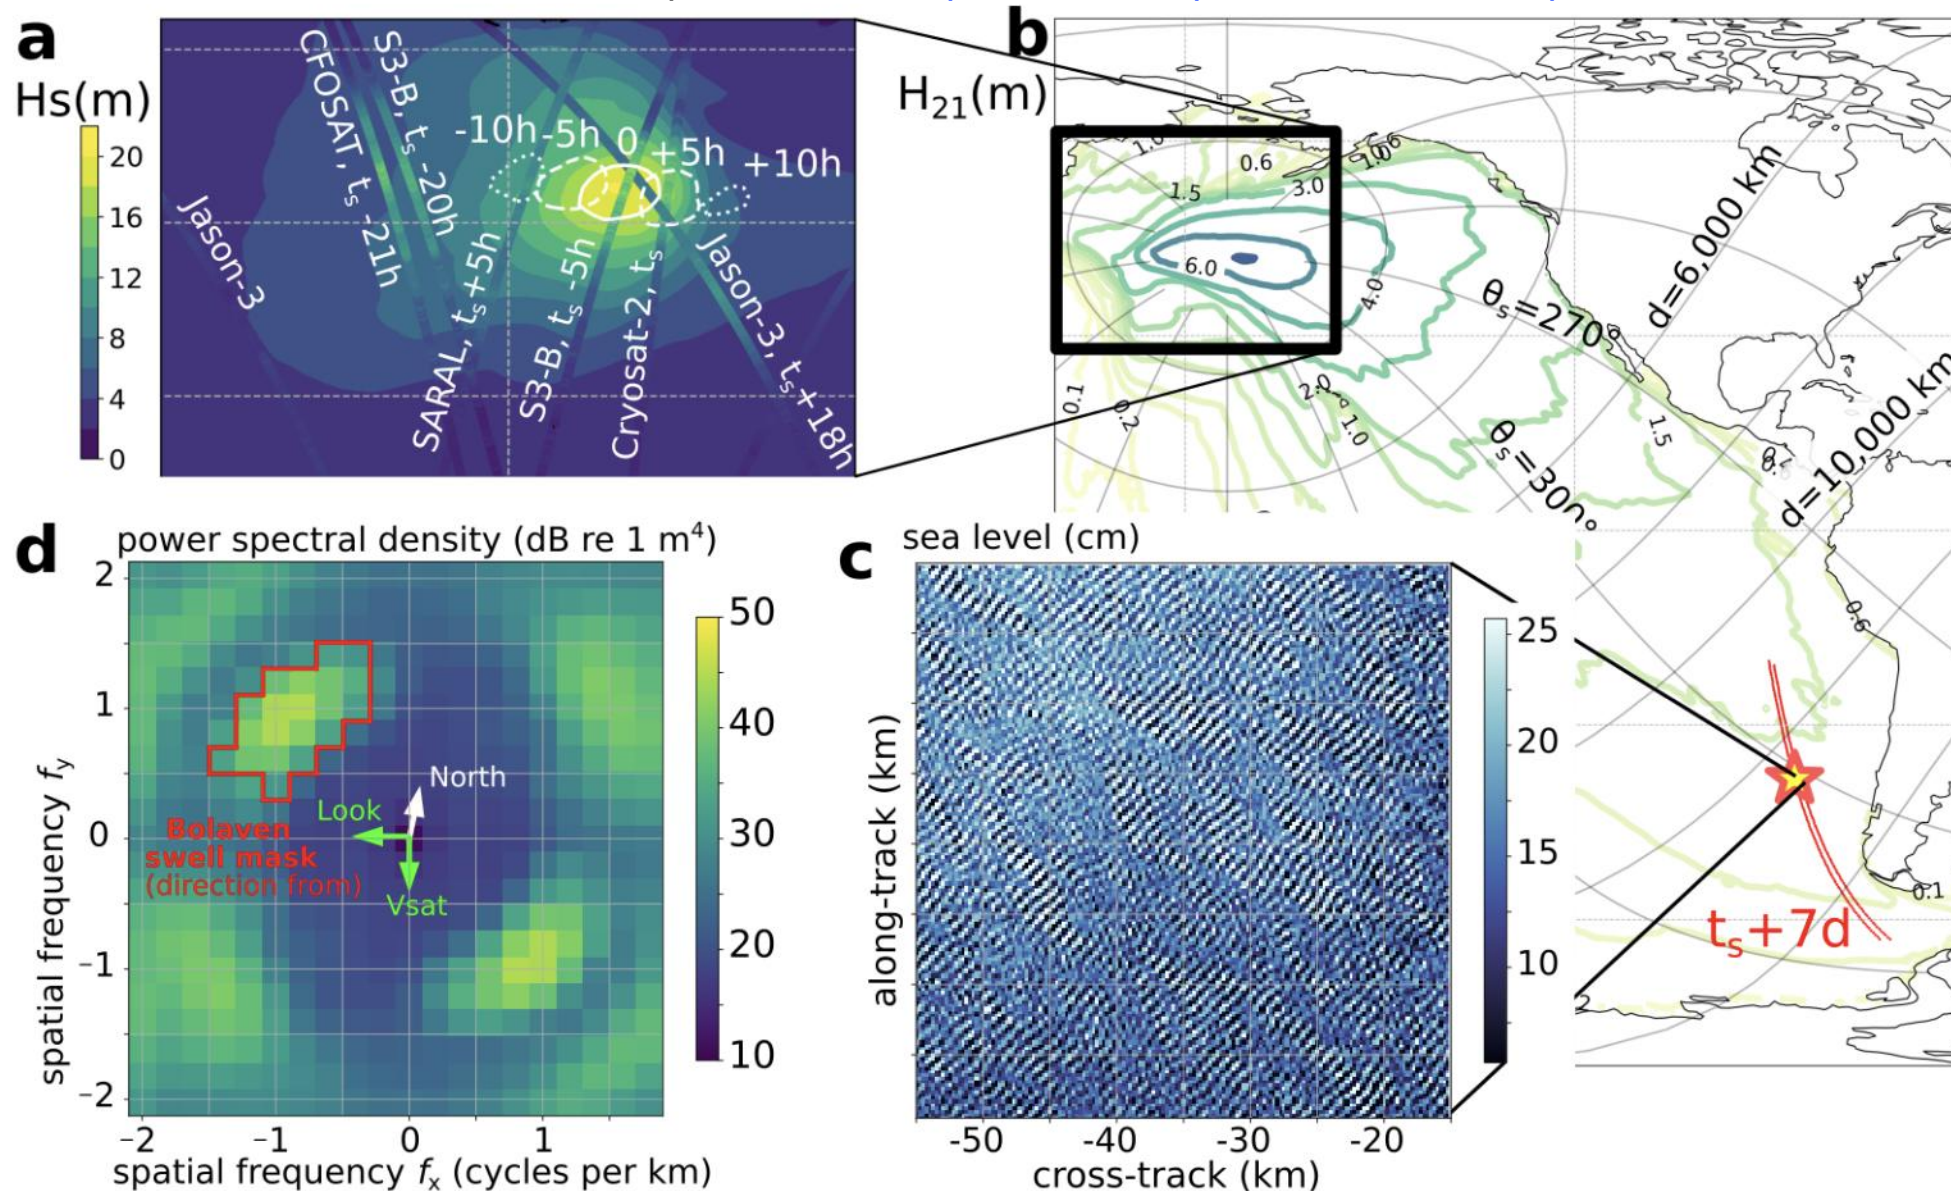 a
Hs(m)
20
16
12
8
4
0
CFOSAT, tₛ -21h
S3-B, tₛ -20h
-10h
-5h
0
+5h
+10h
Jason-3
SARAL, tₛ+5h
S3-B, tₛ -5h
Cryosat-2, tₛ
Jason-3, tₛ+18h
b
H₂₁(m)
1.0
0.6
1.5
3.0
6.0
4.0
0.1
0.2
2.0
1.0
1.5
θₛ=270°
θₛ=300°
d=6,000 km
d=10,000 km
0.6
0.1
tₛ+7d
d
power spectral density (dB re 1 m⁴)
2
1
0
−1
−2
spatial frequency fᵧ
North
Look
Vsat
Bolaven
swell mask
(direction from)
−2
−1
0
1
spatial frequency fₓ (cycles per km)
50
40
30
20
10
c
sea level (cm)
along-track (km)
-50
-40
-30
-20
cross-track (km)
25
20
15
10